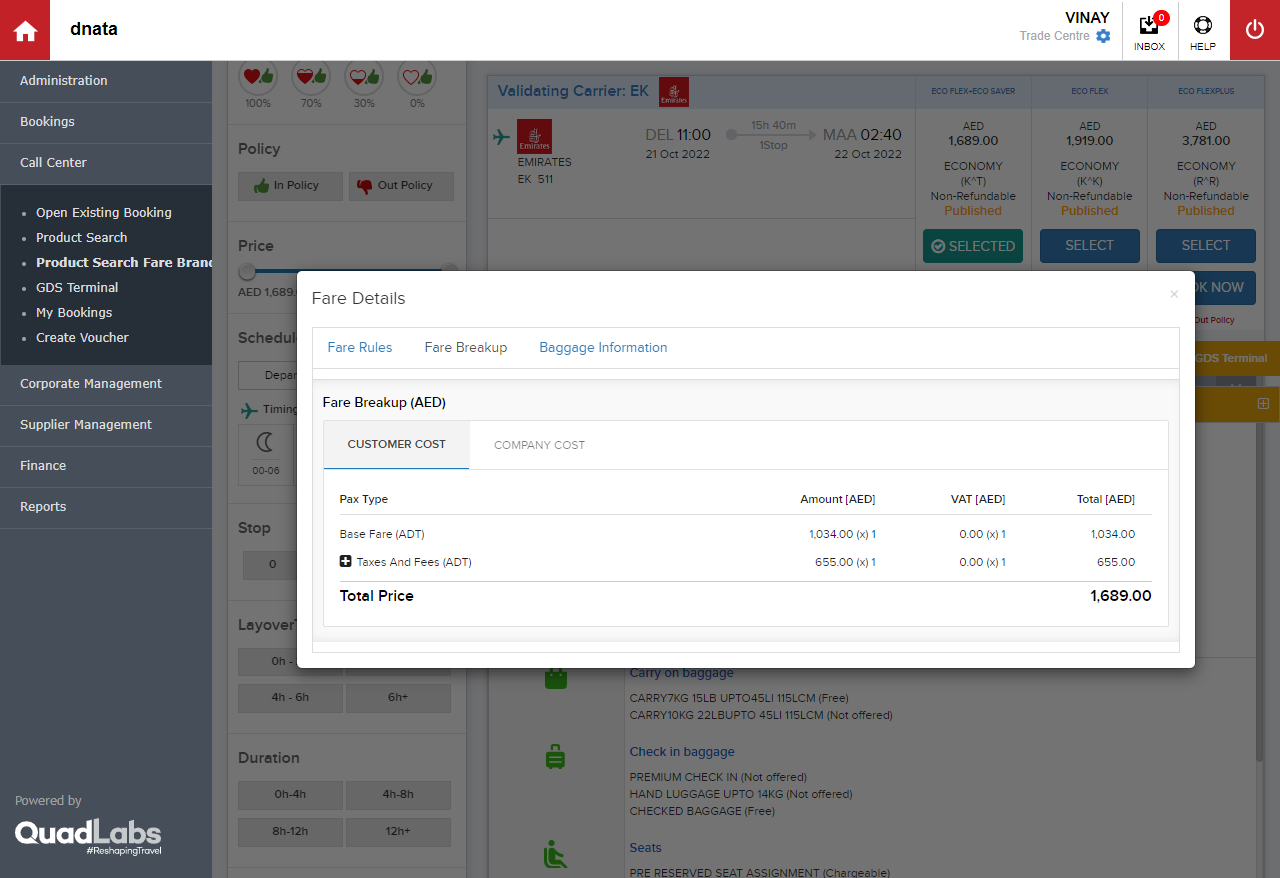 dnata
VINAY
Trade Centre
0
INBOX
HELP
Administration
Bookings
Call Center
Open Existing Booking
Product Search
Product Search Fare Bran
GDS Terminal
My Bookings
Create Voucher
Corporate Management
Supplier Management
Finance
Reports
Powered by
QuadLabs
#ReshapingTravel
100% 70% 30% 0%
Policy
In Policy Out Policy
Price
AED 1,689.
Schedul
Depar
Timing
00-06
Stop
0
Layover
0h -
4h - 6h 6h+
Duration
0h-4h 4h-8h
8h-12h 12h+
Validating Carrier: EK
Emirates
ECO FLEX~ECO SAVER ECO FLEX ECO FLEXPLUS
Emirates
EMIRATES
EK 511
DEL 11:00
21 Oct 2022
15h 40m
1Stop
MAA 02:40
22 Oct 2022
AED
1,689.00
ECONOMY
(K^T)
Non-Refundable
Published
SELECTED
AED
1,919.00
ECONOMY
(K^K)
Non-Refundable
Published
SELECT
AED
3,781.00
ECONOMY
(R^R)
Non-Refundable
Published
SELECT
OK NOW
Out Policy
GDS Terminal
Fare Details
×
Fare Rules Fare Breakup Baggage Information
Fare Breakup (AED)
CUSTOMER COST COMPANY COST
Pax Type Amount [AED] VAT [AED] Total [AED]
Base Fare (ADT) 1,034.00 (x) 1 0.00 (x) 1 1,034.00
Taxes And Fees (ADT) 655.00 (x) 1 0.00 (x) 1 655.00
Total Price 1,689.00
Carry on baggage
CARRY7KG 15LB UPTO45LI 115LCM (Free)
CARRY10KG 22LBUPTO 45LI 115LCM (Not offered)
Check in baggage
PREMIUM CHECK IN (Not offered)
HAND LUGGAGE UPTO 14KG (Not offered)
CHECKED BAGGAGE (Free)
Seats
PRE RESERVED SEAT ASSIGNMENT (Chargeable)